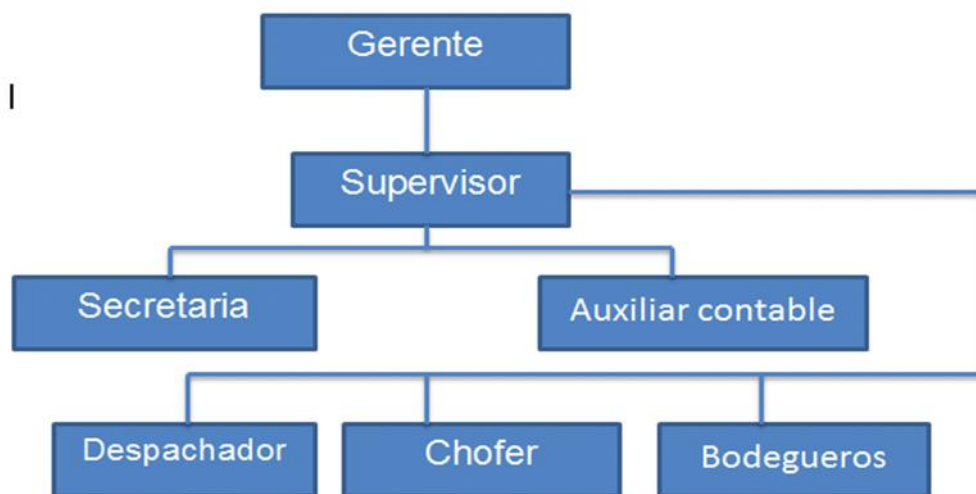 Gerente
Supervisor
Secretaria
Auxiliar contable
Despachador
Chofer
Bodegueros